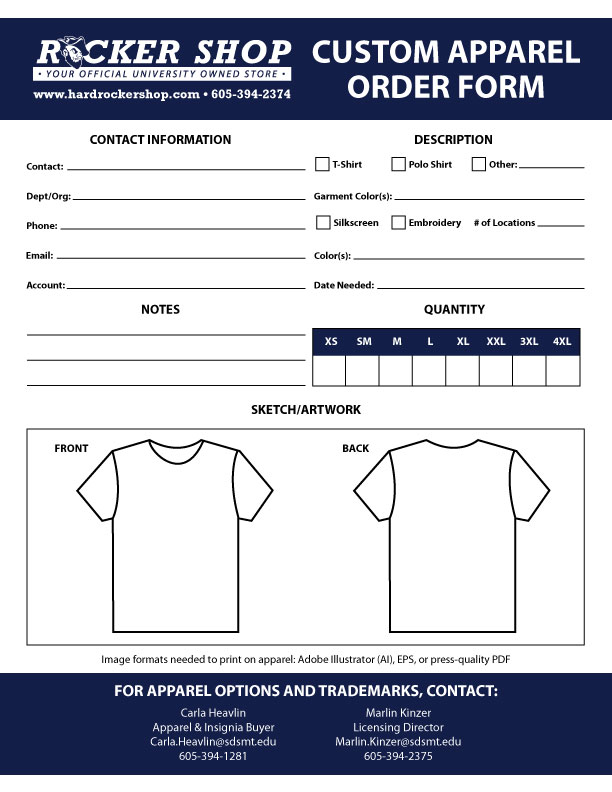 ROCKER SHOP
• YOUR OFFICIAL UNIVERSITY OWNED STORE •
www.hardrockershop.com • 605-394-2374
CUSTOM APPAREL
ORDER FORM
CONTACT INFORMATION
Contact:
Dept/Org:
Phone:
Email:
Account:
DESCRIPTION
T-Shirt Polo Shirt Other:
Garment Color(s):
Silkscreen Embroidery # of Locations
Color(s):
Date Needed:
NOTES
QUANTITY
XS SM M L XL XXL 3XL 4XL
SKETCH/ARTWORK
FRONT BACK
Image formats needed to print on apparel: Adobe Illustrator (AI), EPS, or press-quality PDF
FOR APPAREL OPTIONS AND TRADEMARKS, CONTACT:
Carla Heavlin
Apparel & Insignia Buyer
Carla.Heavlin@sdsmt.edu
605-394-1281
Marlin Kinzer
Licensing Director
Marlin.Kinzer@sdsmt.edu
605-394-2375